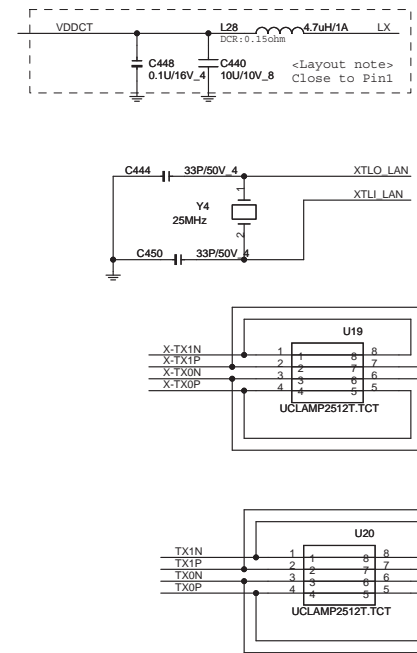 VDDCT L28 4.7uH/1A LX
DCR:0.15ohm
C448 C440
0.1U/16V_4 10U/10V_8
<Layout note>
Close to Pin1
C444 33P/50V_4 XTLO_LAN
1
XTLI_LAN
Y4
25MHz
2
C450 33P/50V_4
U19
X-TX1N 1 1 8 8
X-TX1P 2 2 7 7
X-TX0N 3 3 6 6
X-TX0P 4 4 5 5
UCLAMP2512T.TCT
U20
TX1N 1 1 8 8
TX1P 2 2 7 7
TX0N 3 3 6 6
TX0P 4 4 5 5
UCLAMP2512T.TCT